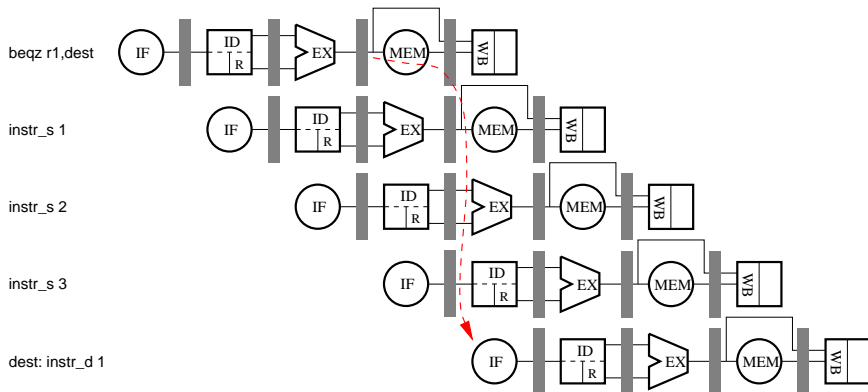 beqz r1,dest IF ID R EX MEM WB
instr_s 1 IF ID R EX MEM WB
instr_s 2 IF ID R EX MEM WB
instr_s 3 IF ID R EX MEM WB
dest: instr_d 1 IF ID R EX MEM WB